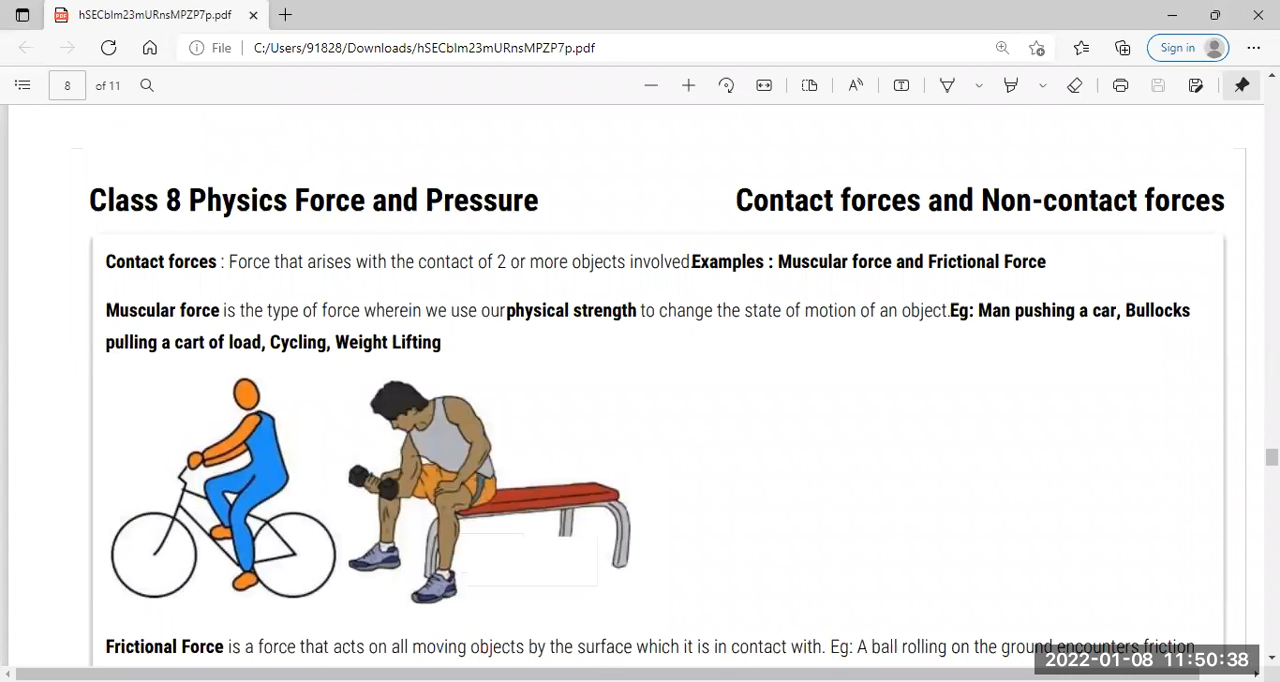 hSECbIm23mURnsMPZP7p.pdf
File C:/Users/91828/Downloads/hSECbIm23mURnsMPZP7p.pdf
Sign in
8 of 11
Class 8 Physics Force and Pressure Contact forces and Non-contact forces
Contact forces : Force that arises with the contact of 2 or more objects involved.Examples : Muscular force and Frictional Force
Muscular force is the type of force wherein we use our physical strength to change the state of motion of an object.Eg: Man pushing a car, Bullocks
pulling a cart of load, Cycling, Weight Lifting
Frictional Force is a force that acts on all moving objects by the surface which it is in contact with. Eg: A ball rolling on the ground encounters friction
2022-01-08 11:50:38